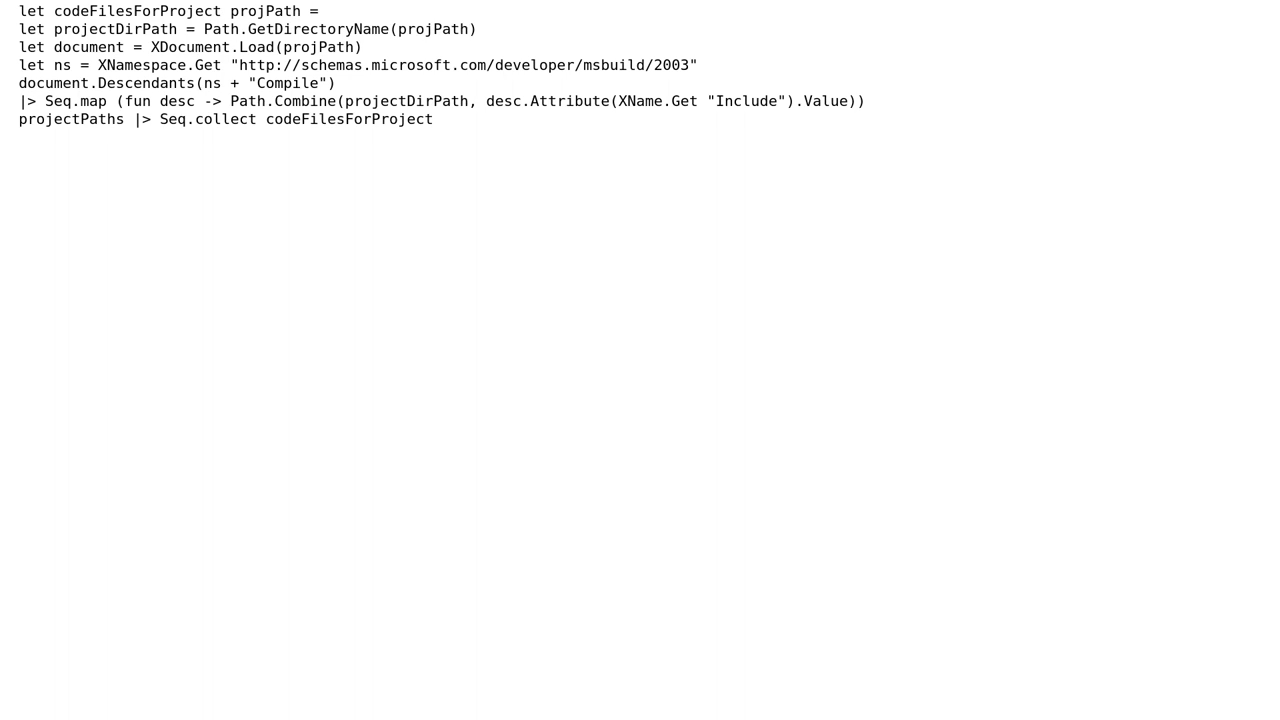 let codeFilesForProject projPath =
let projectDirPath = Path.GetDirectoryName(projPath)
let document = XDocument.Load(projPath)
let ns = XNamespace.Get "http://schemas.microsoft.com/developer/msbuild/2003"
document.Descendants(ns + "Compile")
|> Seq.map (fun desc -> Path.Combine(projectDirPath, desc.Attribute(XName.Get "Include").Value))
projectPaths |> Seq.collect codeFilesForProject